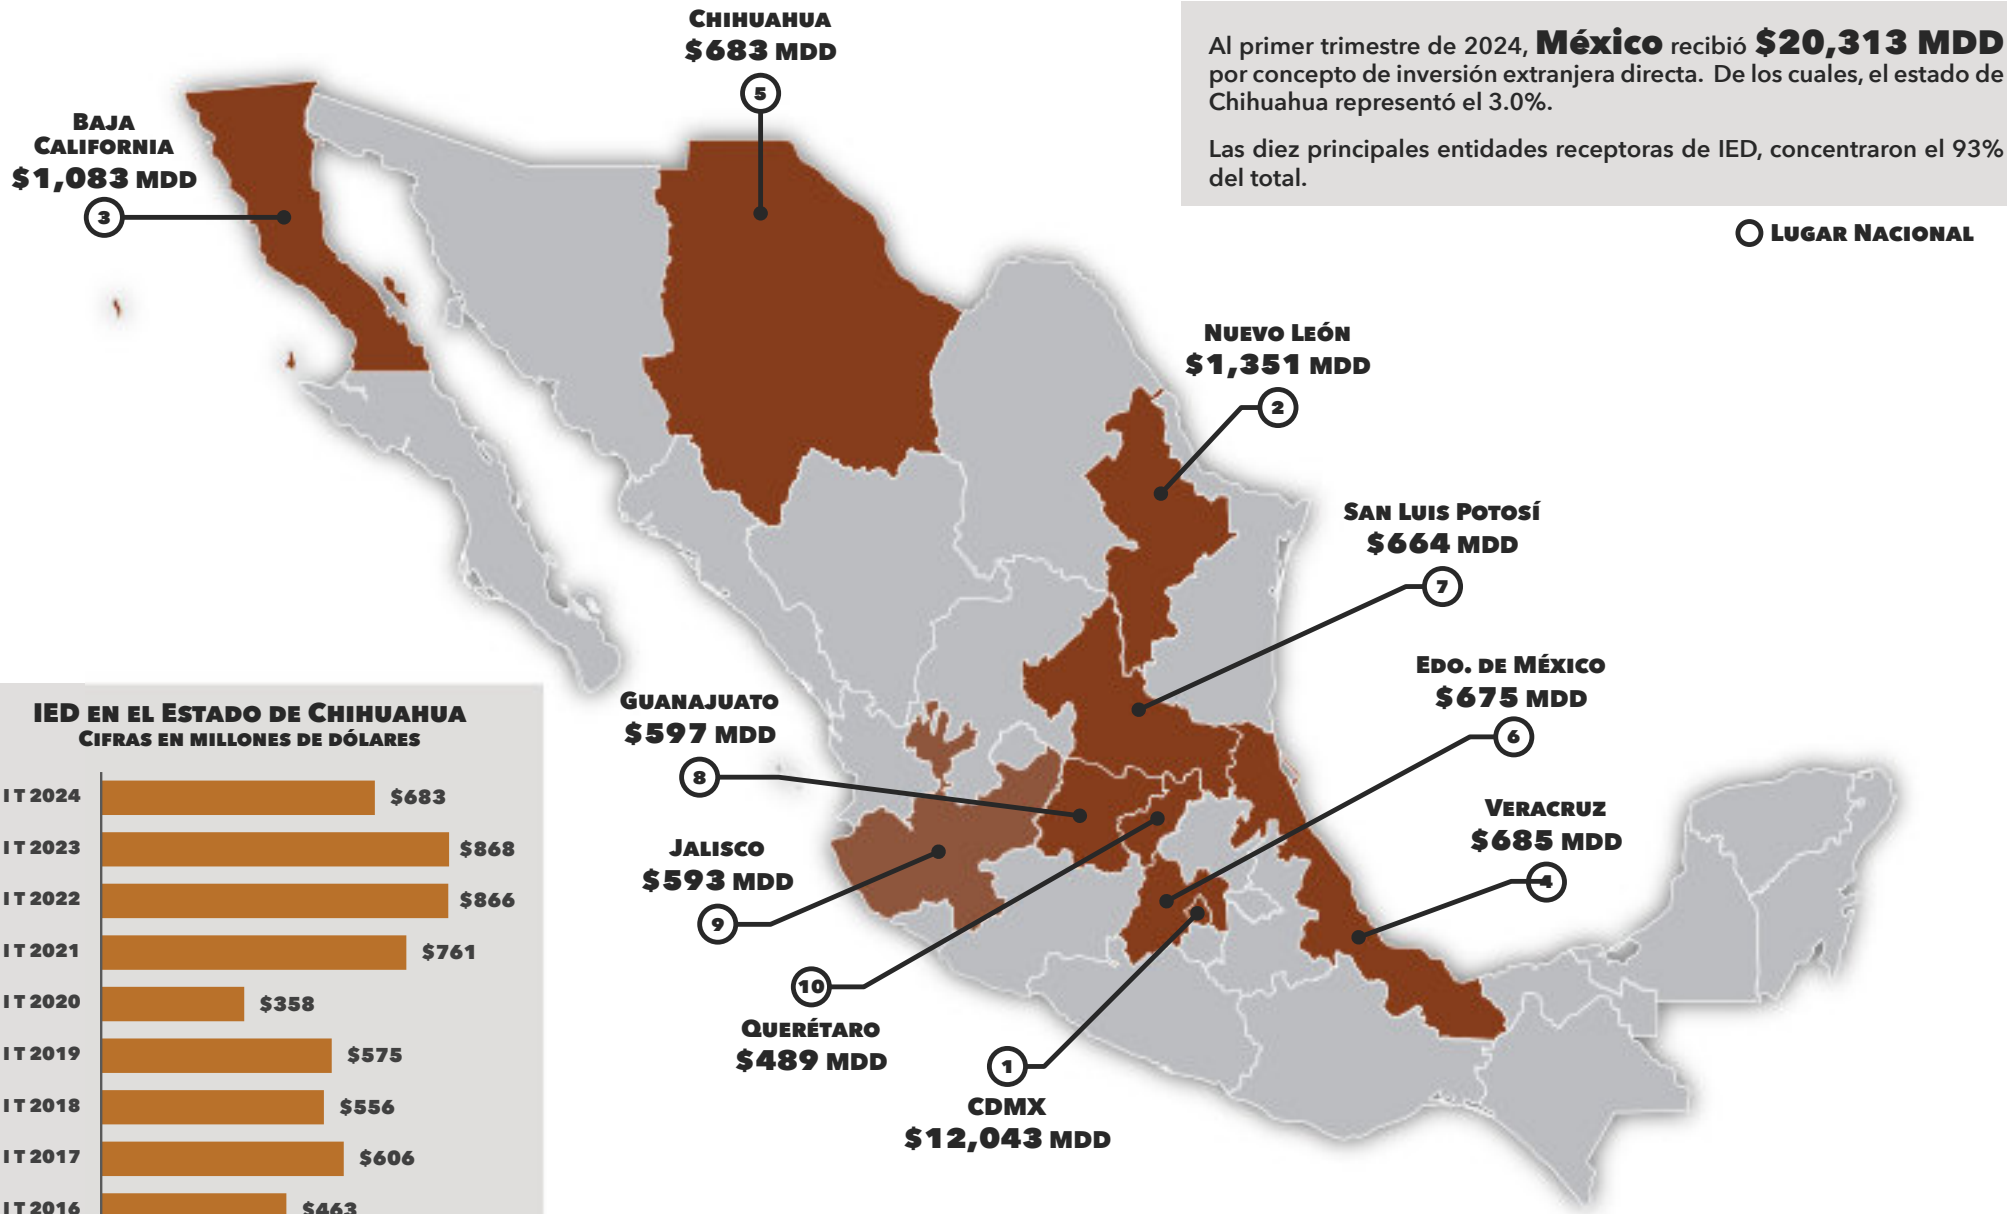 CHIHUAHUA
$683 MDD
5
Al primer trimestre de 2024, México recibió $20,313 MDD
por concepto de inversión extranjera directa. De los cuales, el estado de
Chihuahua representó el 3.0%.
Las diez principales entidades receptoras de IED, concentraron el 93%
del total.
LUGAR NACIONAL
BAJA
CALIFORNIA
$1,083 MDD
3
NUEVO LEÓN
$1,351 MDD
2
SAN LUIS POTOSÍ
$664 MDD
7
EDO. DE MÉXICO
$675 MDD
6
VERACRUZ
$685 MDD
4
GUANAJUATO
$597 MDD
8
JALISCO
$593 MDD
9
10
QUERÉTARO
$489 MDD
1
CDMX
$12,043 MDD
IED EN EL ESTADO DE CHIHUAHUA
CIFRAS EN MILLONES DE DÓLARES
I T 2024 $683
I T 2023 $868
I T 2022 $866
I T 2021 $761
I T 2020 $358
I T 2019 $575
I T 2018 $556
I T 2017 $606
I T 2016 $463